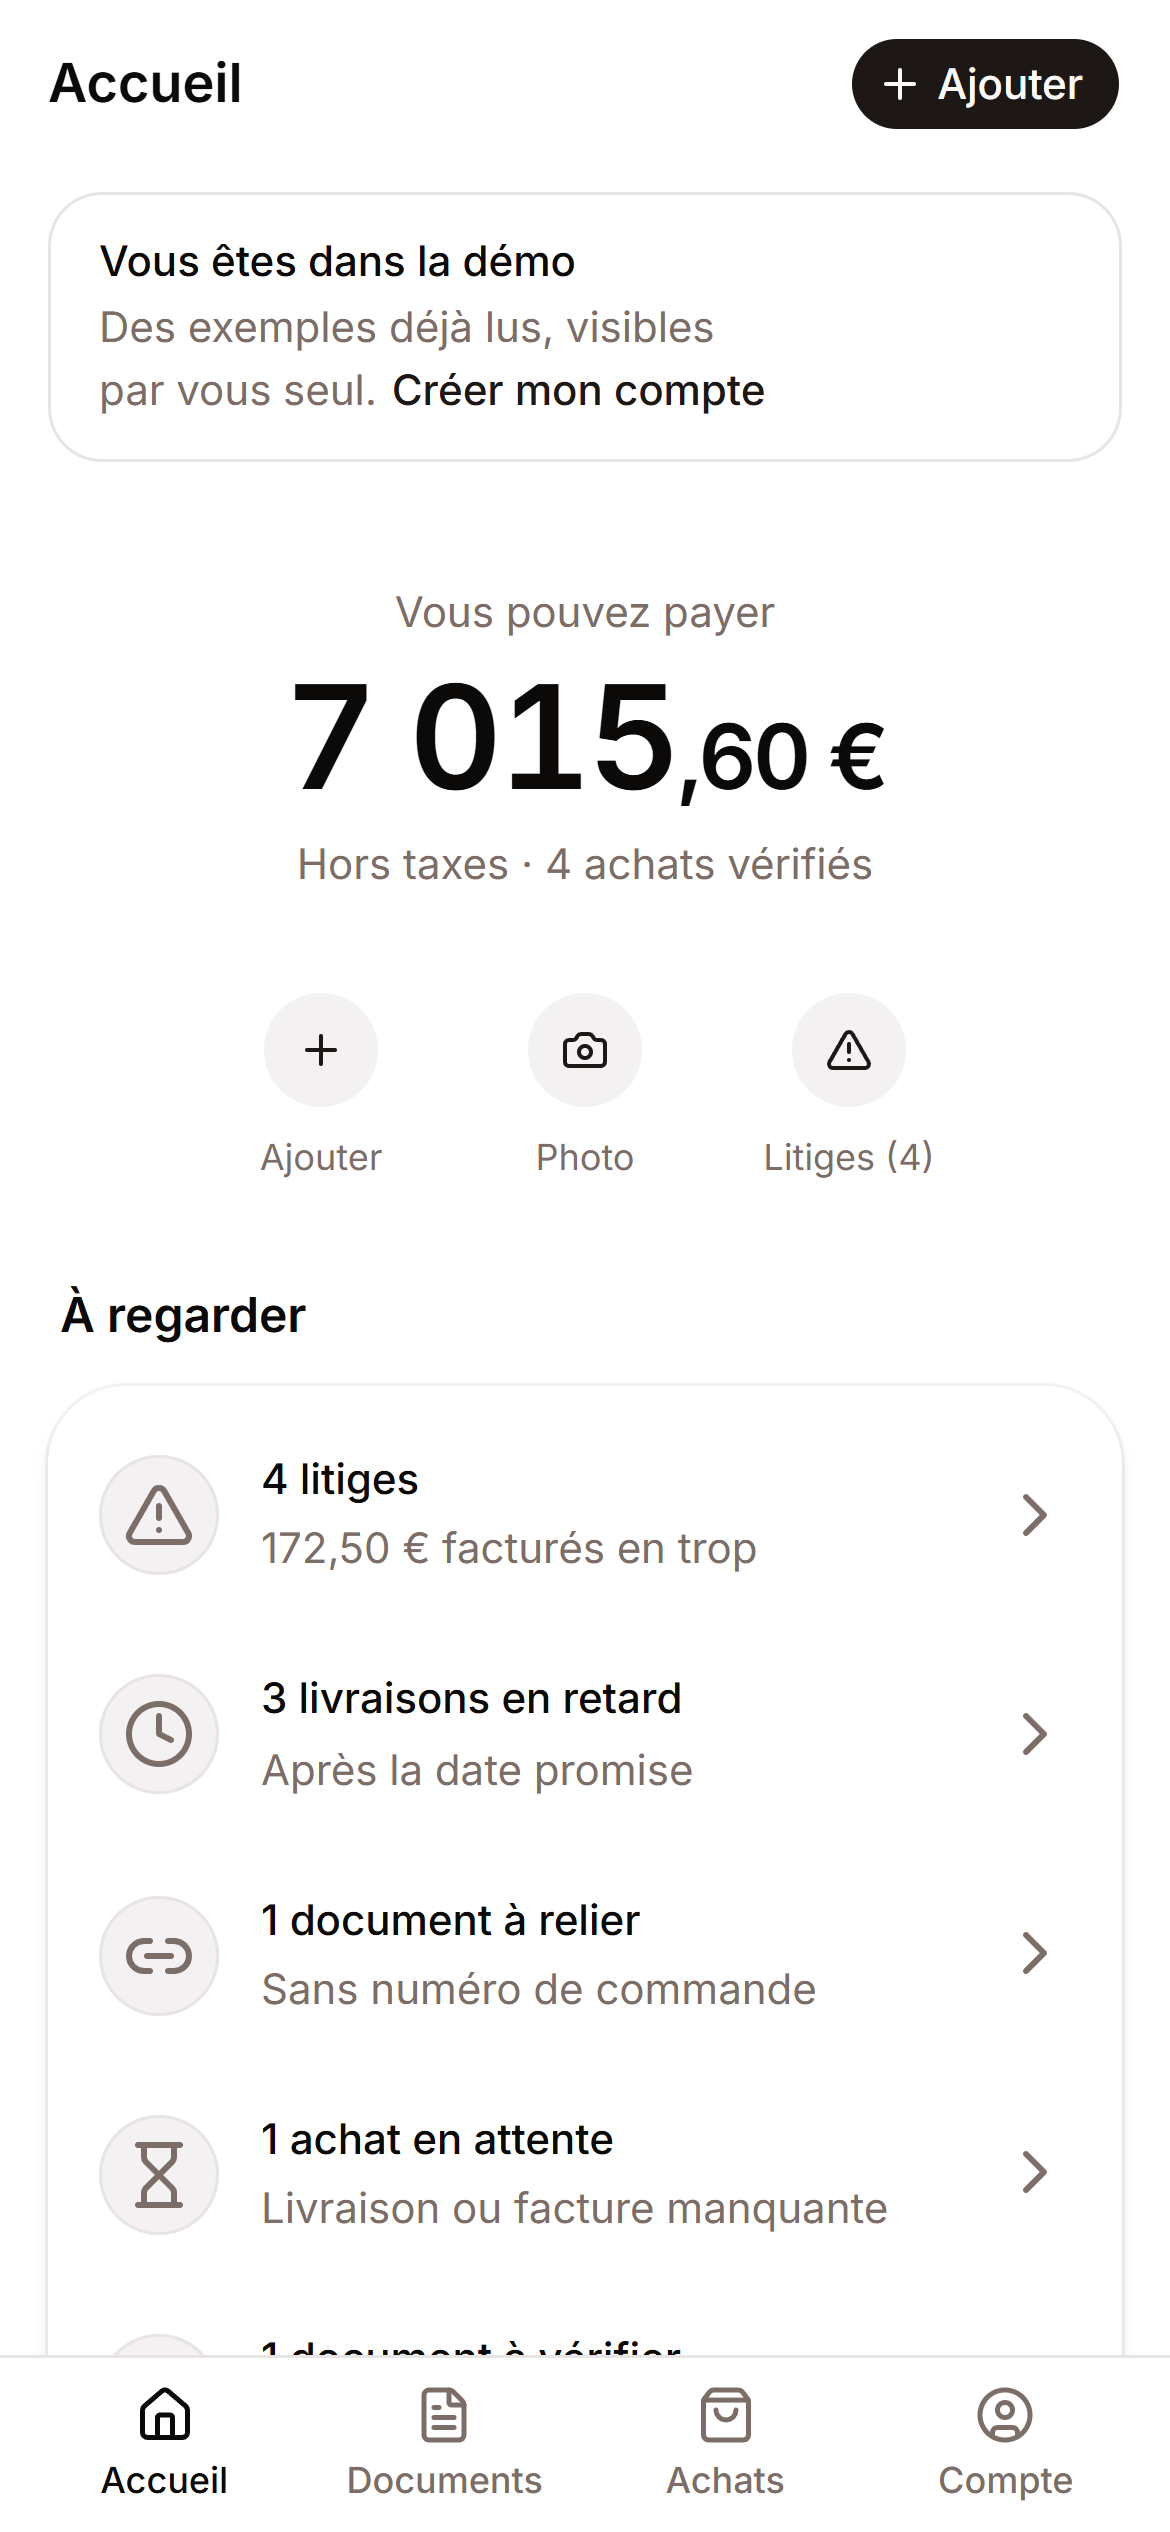 Accueil
Ajouter
Vous êtes dans la démo
Des exemples déjà lus, visibles
par vous seul. Créer mon compte
Vous pouvez payer
7 015,60 €
Hors taxes · 4 achats vérifiés
Ajouter
Photo
Litiges (4)
À regarder
4 litiges
172,50 € facturés en trop
3 livraisons en retard
Après la date promise
1 document à relier
Sans numéro de commande
1 achat en attente
Livraison ou facture manquante
1 document à vérifier
Accueil
Documents
Achats
Compte